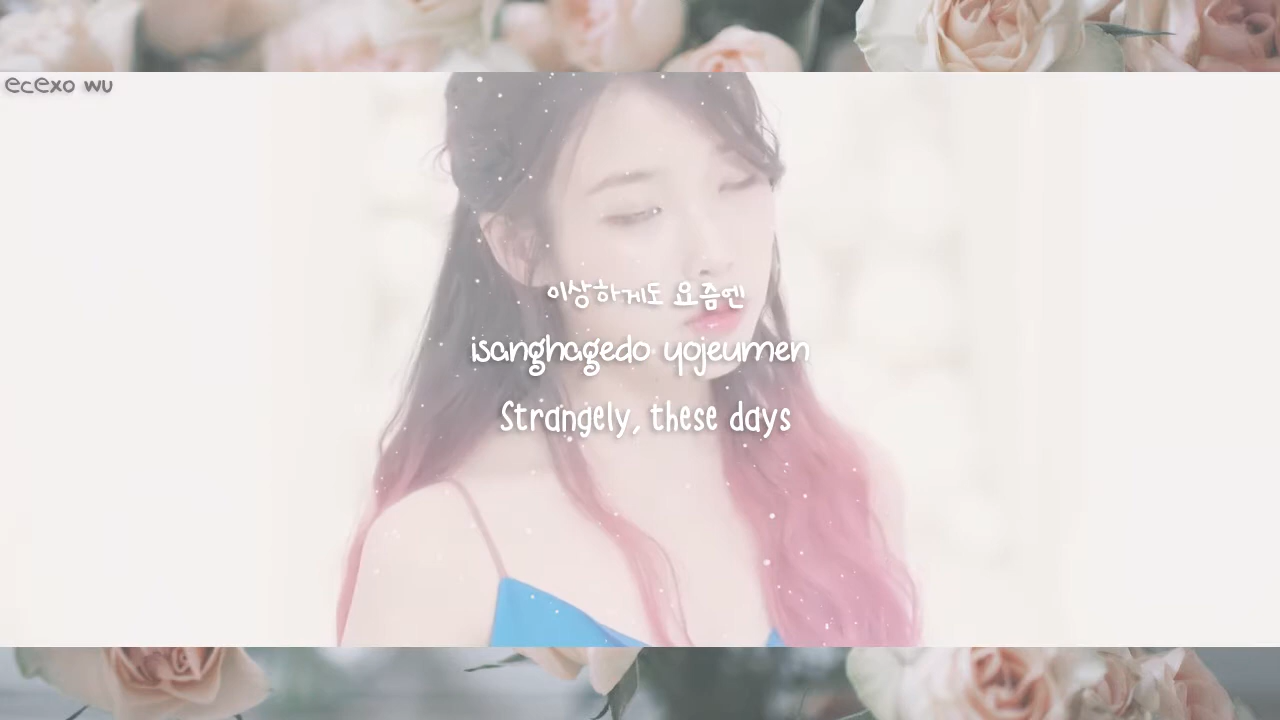 ecexo wu
이상하게도 요즘엔
isanghagedo yojeumen
Strangely, these days